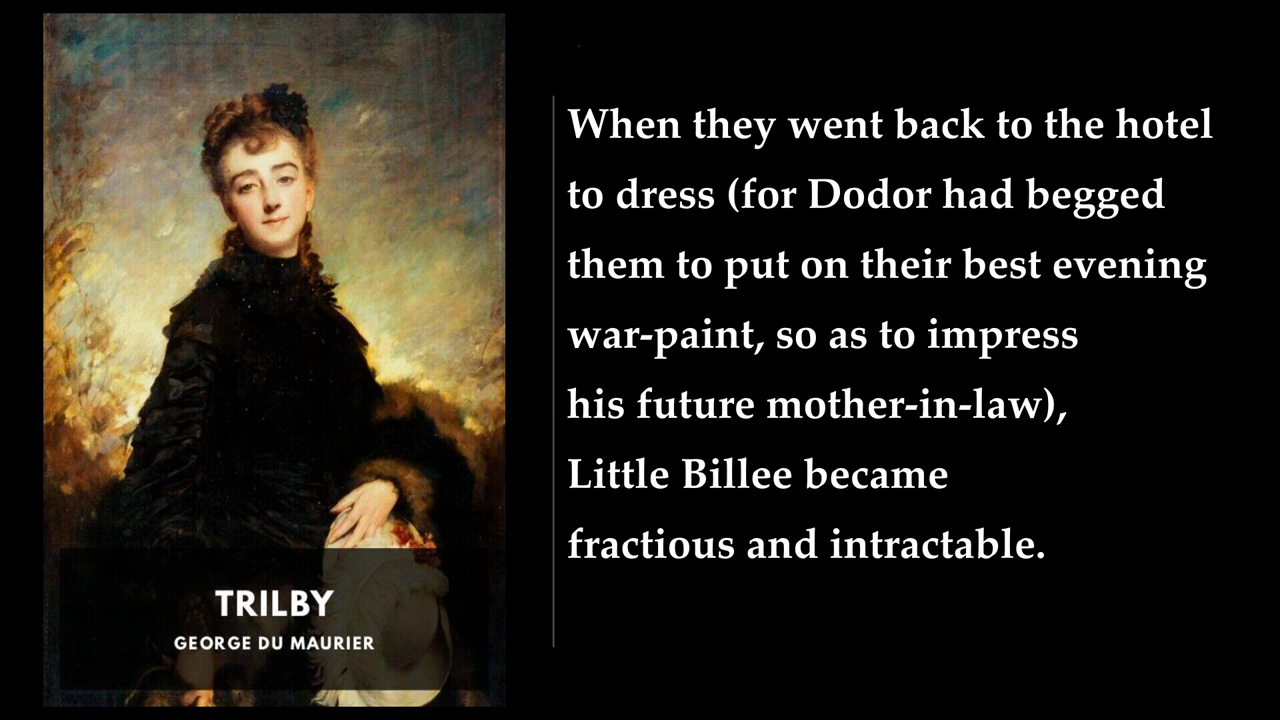 TRILBY
GEORGE DU MAURIER
When they went back to the hotel
to dress (for Dodor had begged
them to put on their best evening
war-paint, so as to impress
his future mother-in-law),
Little Billee became
fractious and intractable.